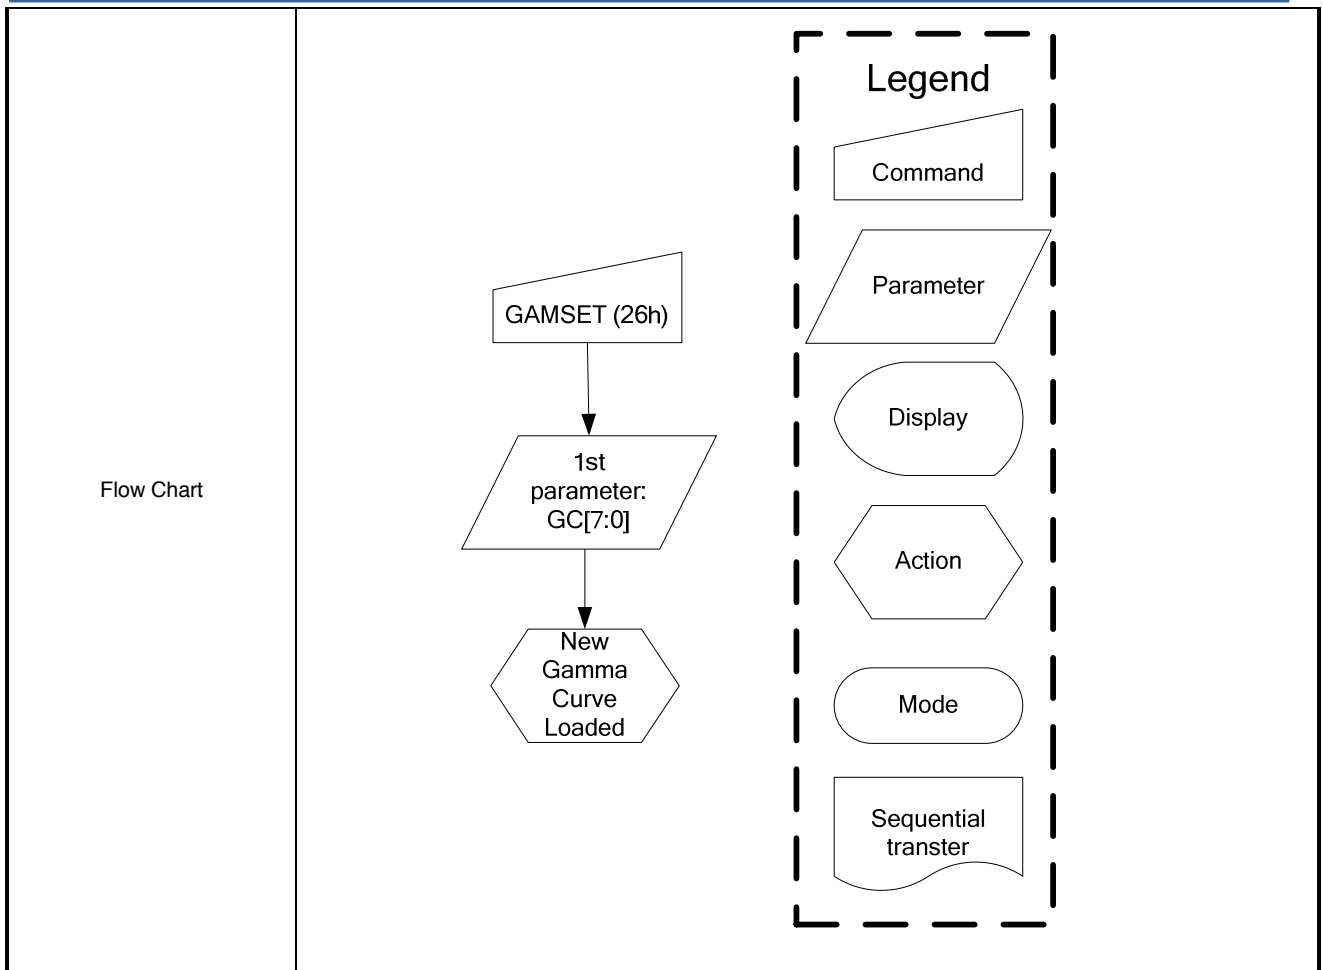 Flow Chart
GAMSET (26h)
1st
parameter:
GC[7:0]
New
Gamma
Curve
Loaded
Legend
Command
Parameter
Display
Action
Mode
Sequential
transter